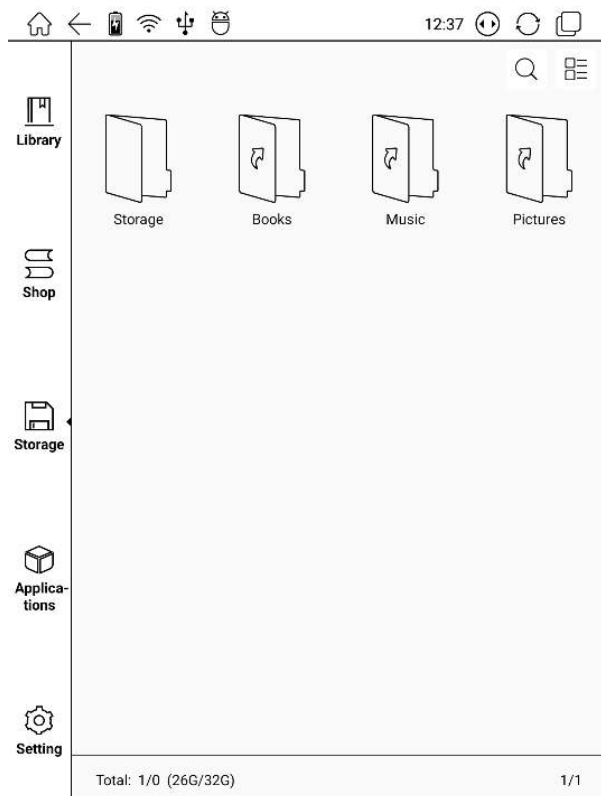 12:37
Library
Shop
Storage
Applica-
tions
Setting
Storage
Books
Music
Pictures
Total: 1/0 (26G/32G)
1/1